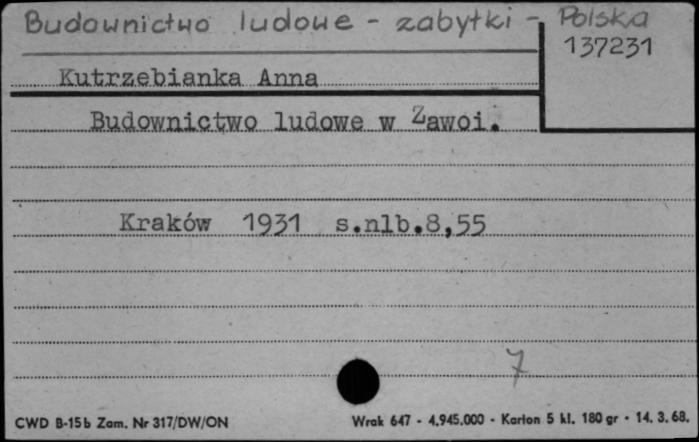 Budownictwo ludowe - zabytki - Polska
137231
Kutrzebianka Anna
Budownictwo ludowe w Zawoi.
Kraków 1931 s.nlb.8,55
7
CWD B-15b Zam. Nr 317/DW/ON Wrak 647 - 4.945.000 - Karton 5 kl. 180 gr - 14. 3. 68.